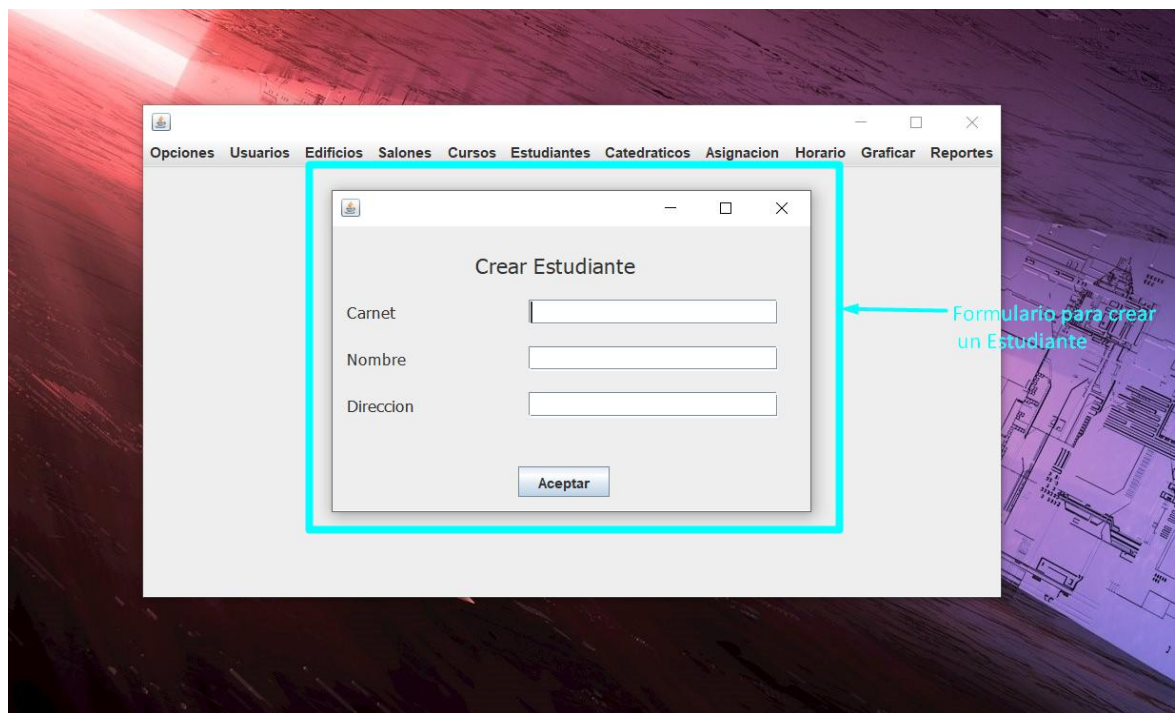 Opciones Usuarios Edificios Salones Cursos Estudiantes Catedraticos Asignacion Horario Graficar Reportes
Crear Estudiante
Carnet
Nombre
Direccion
Aceptar
Formulario para crear
un Estudiante